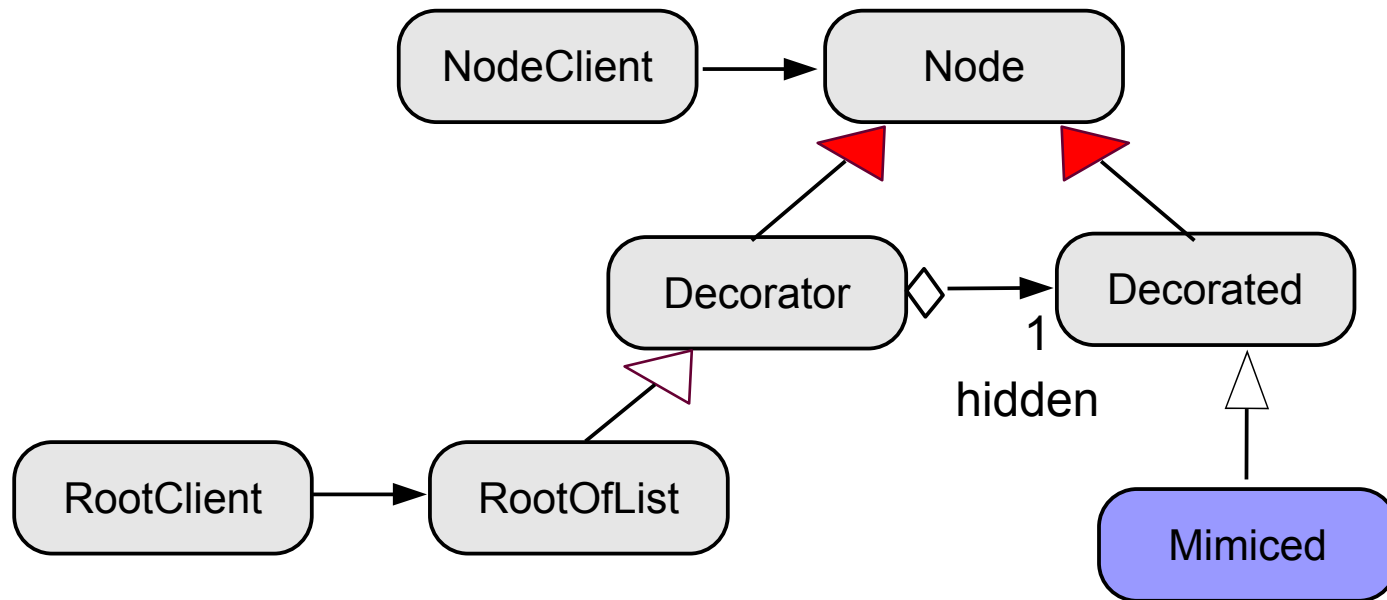 NodeClient
Node
Decorator
Decorated
1
hidden
RootClient
RootOfList
Mimiced